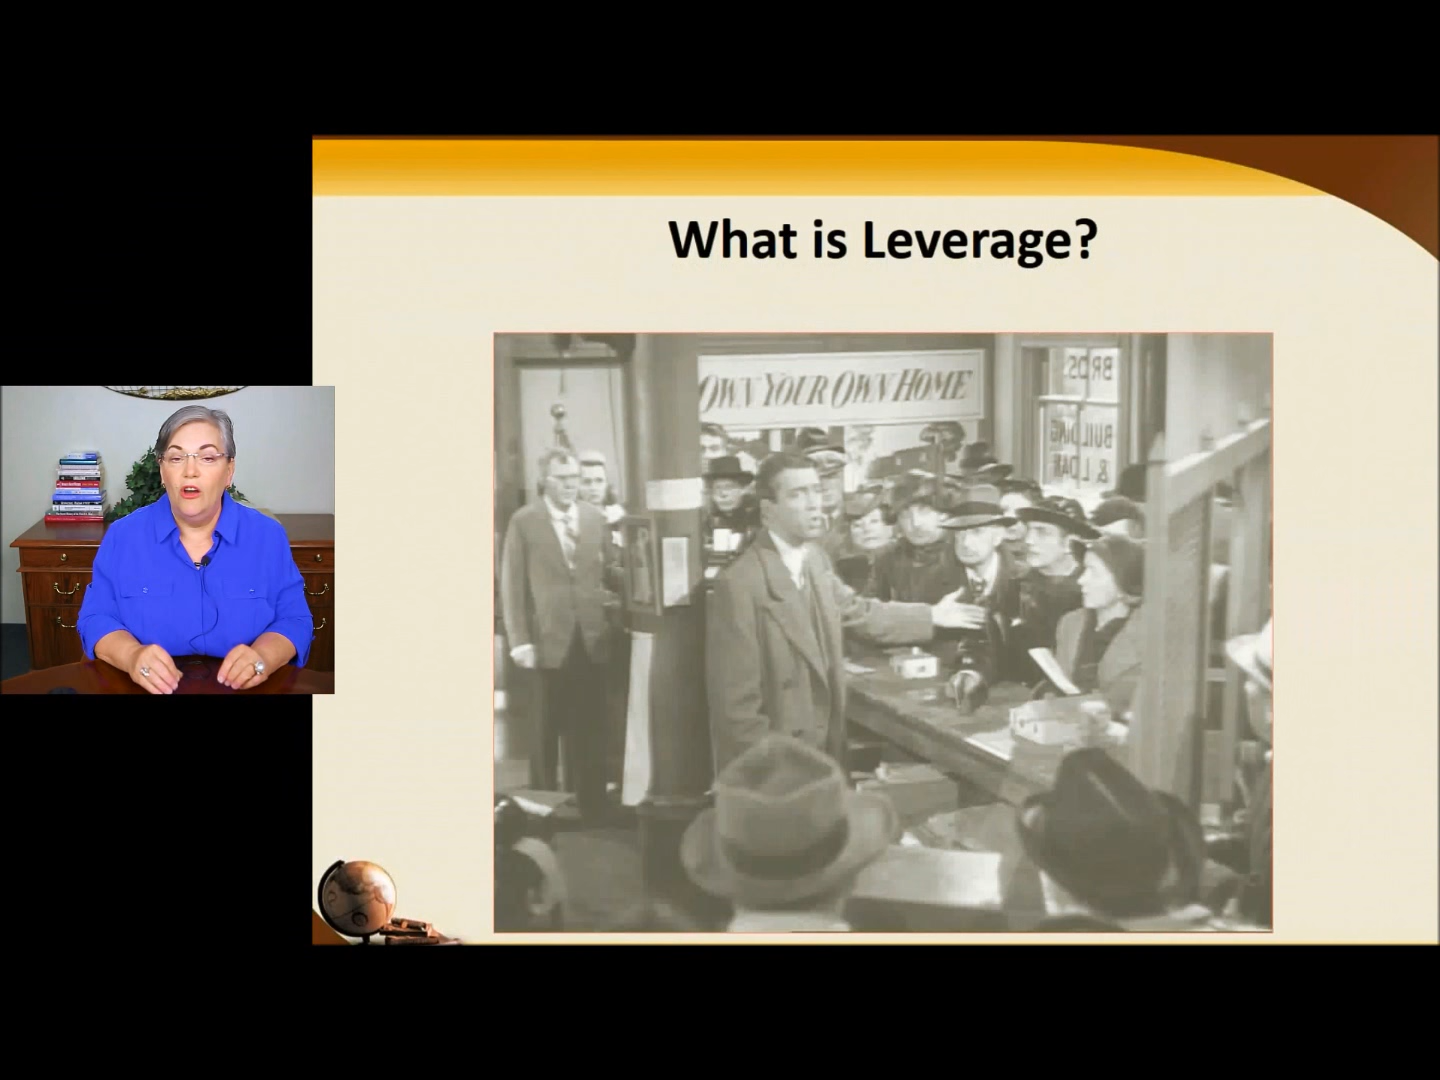 What is Leverage?
OWN YOUR OWN HOME
BROS
BUILDING
& LOAN